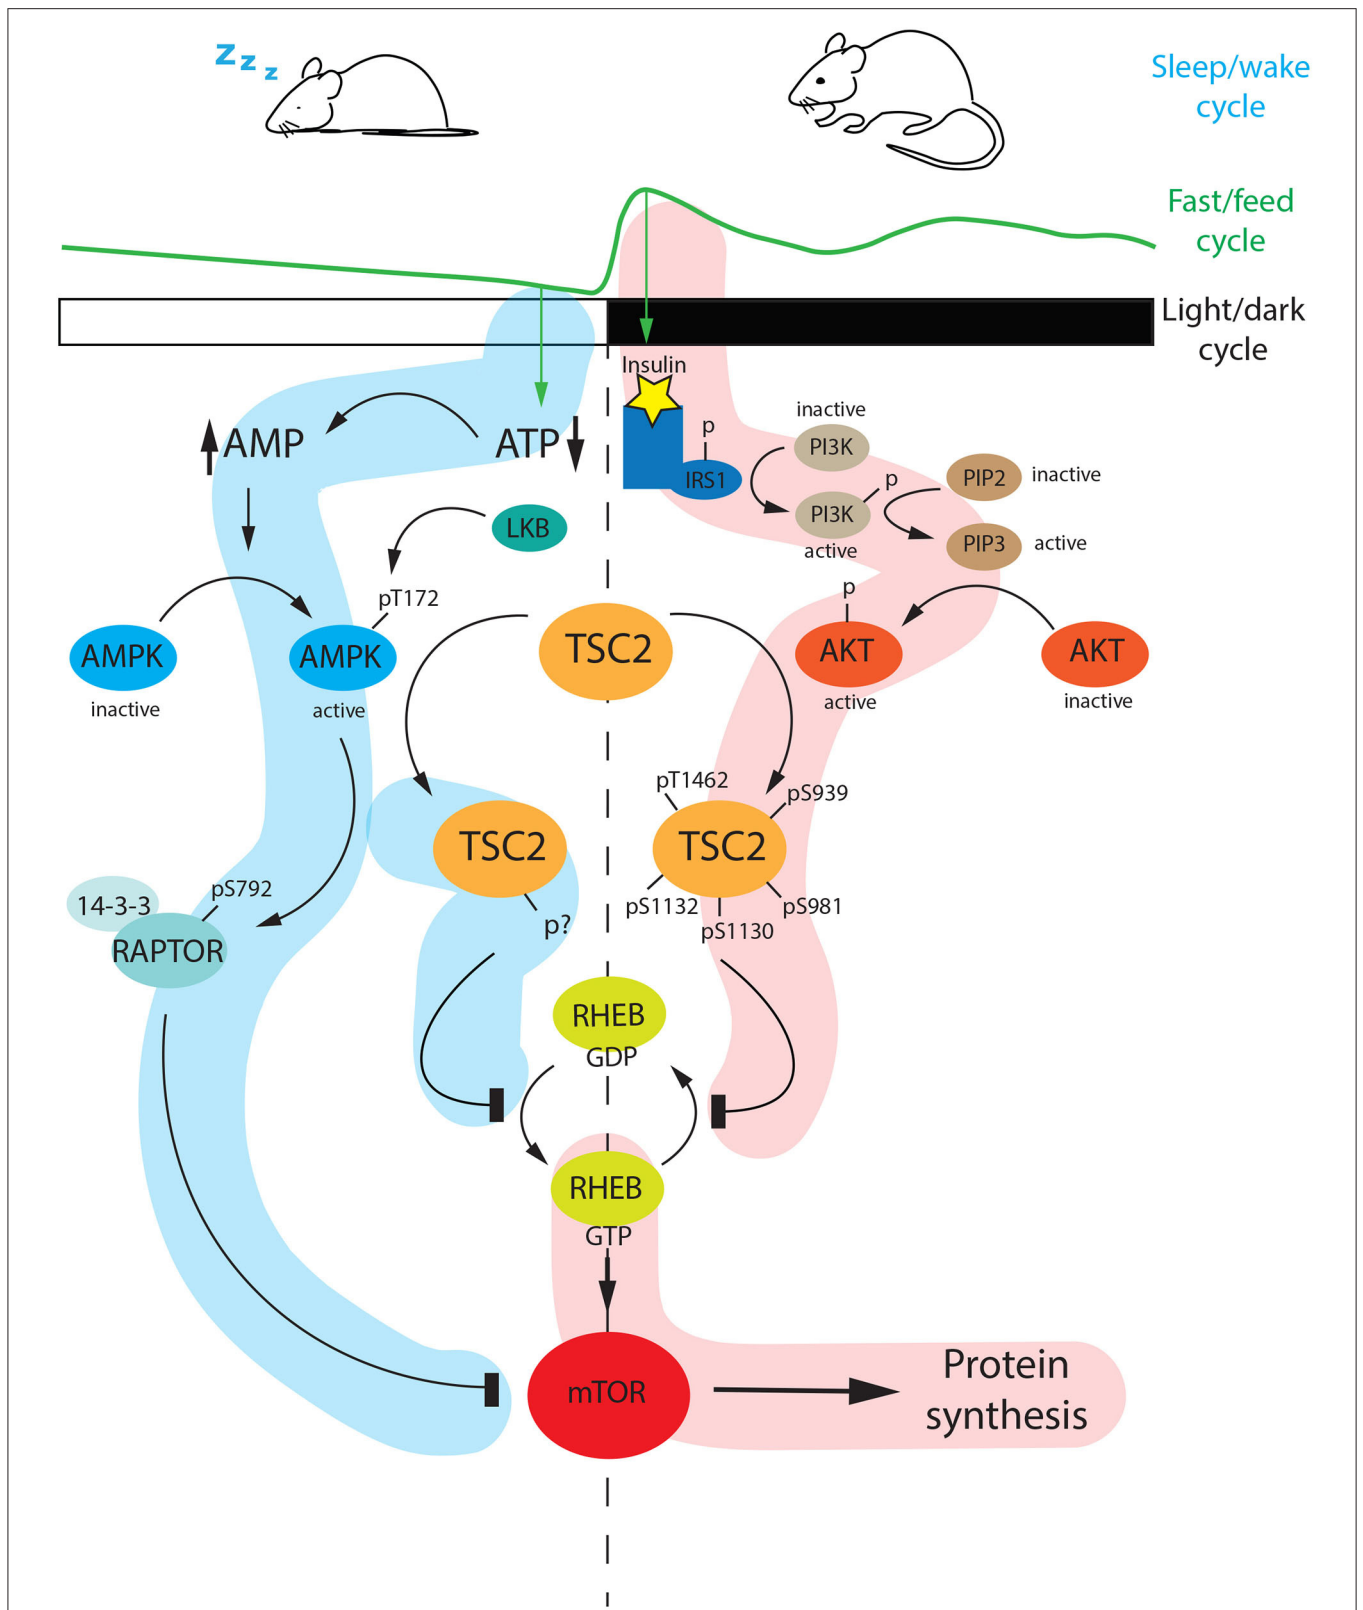 z z z
Sleep/wake
cycle
Fast/feed
cycle
Light/dark
cycle
Insulin
inactive
p
PI3K
AMP
ATP
IRS1
PIP2
inactive
p
PI3K
LKB
active
PIP3
active
p
pT172
TSC2
AKT
AKT
AMPK
AMPK
active
inactive
inactive
active
pT1462
pS939
TSC2
TSC2
pS792
14-3-3
pS1132
pS981
p?
pS1130
RAPTOR
RHEB
GDP
RHEB
GTP
Protein
synthesis
mTOR